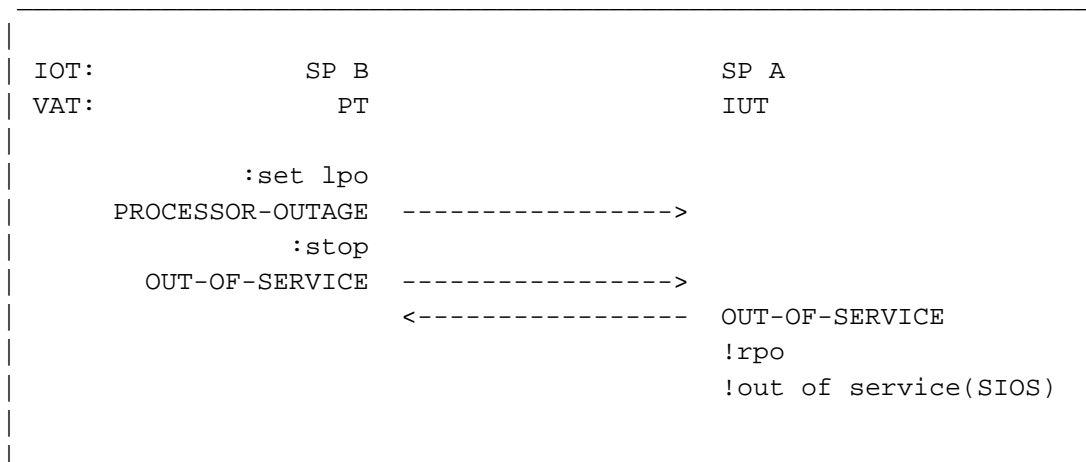 IOT: SP B SP A
VAT: PT IUT
:set lpo
PROCESSOR-OUTAGE ----------------->
:stop
OUT-OF-SERVICE ----------------->
<----------------- OUT-OF-SERVICE
!rpo
!out of service(SIOS)